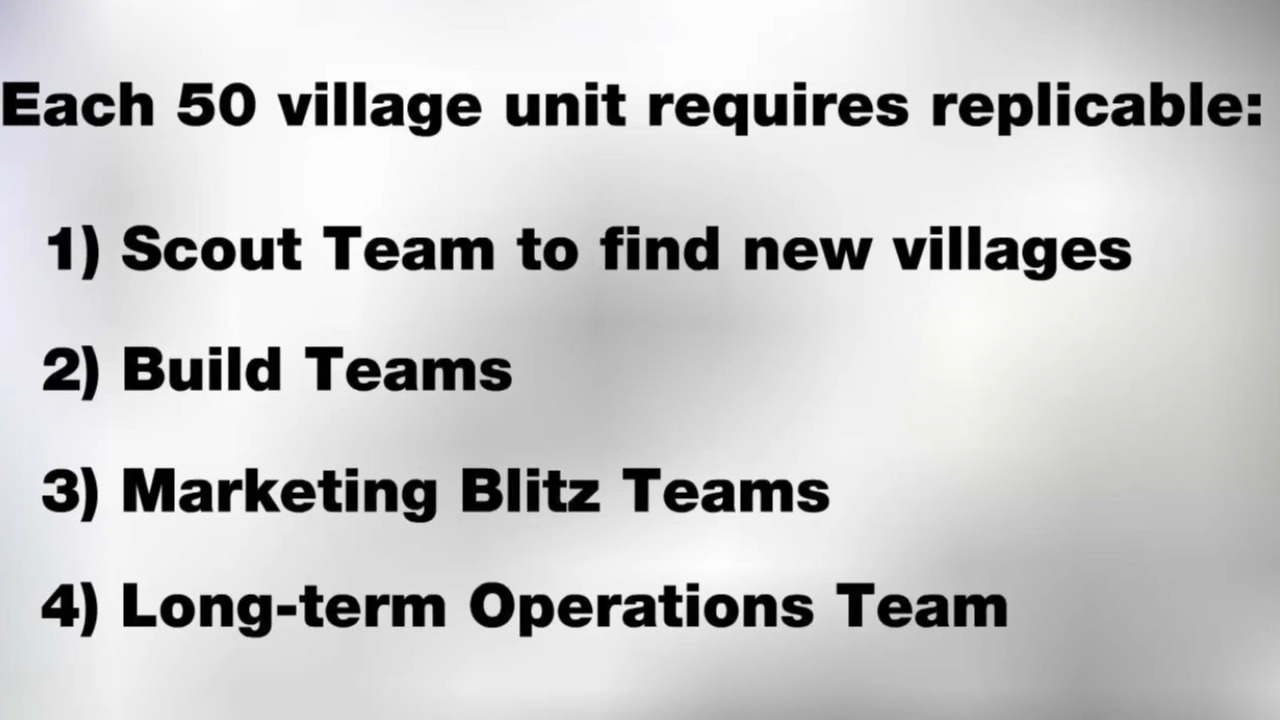 Each 50 village unit requires replicable:
1) Scout Team to find new villages
2) Build Teams
3) Marketing Blitz Teams
4) Long-term Operations Team